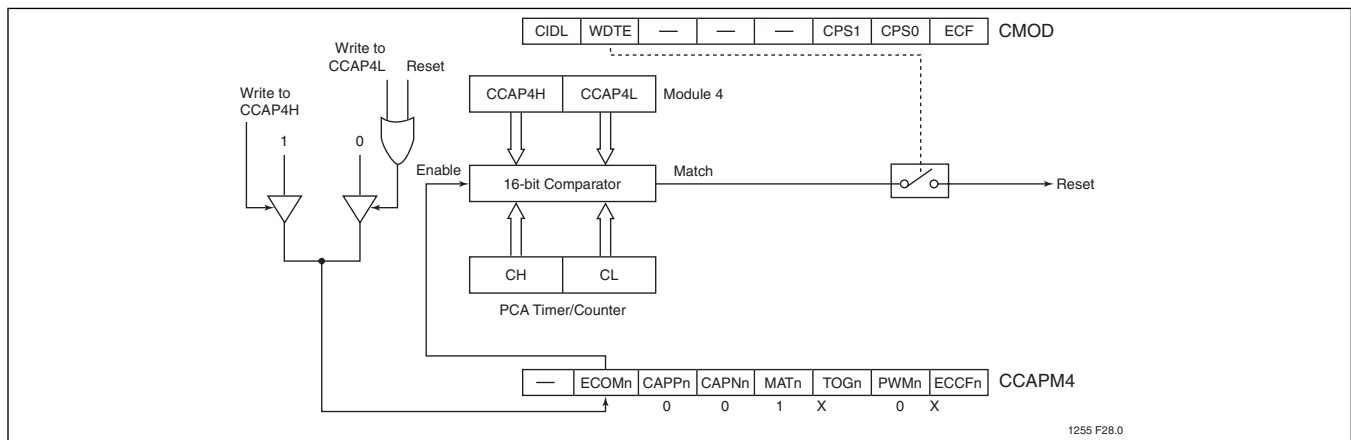 CIDL WDTE — — — CPS1 CPS0 ECF CMOD
Write to
CCAP4L Reset
Write to
CCAP4H
CCAP4H CCAP4L Module 4
1 0
Enable 16-bit Comparator Match Reset
CH CL
PCA Timer/Counter
— ECOMn CAPPn CAPNn MATn TOGn PWMn ECCFn CCAPM4
0 0 1 X 0 X
1255 F28.0